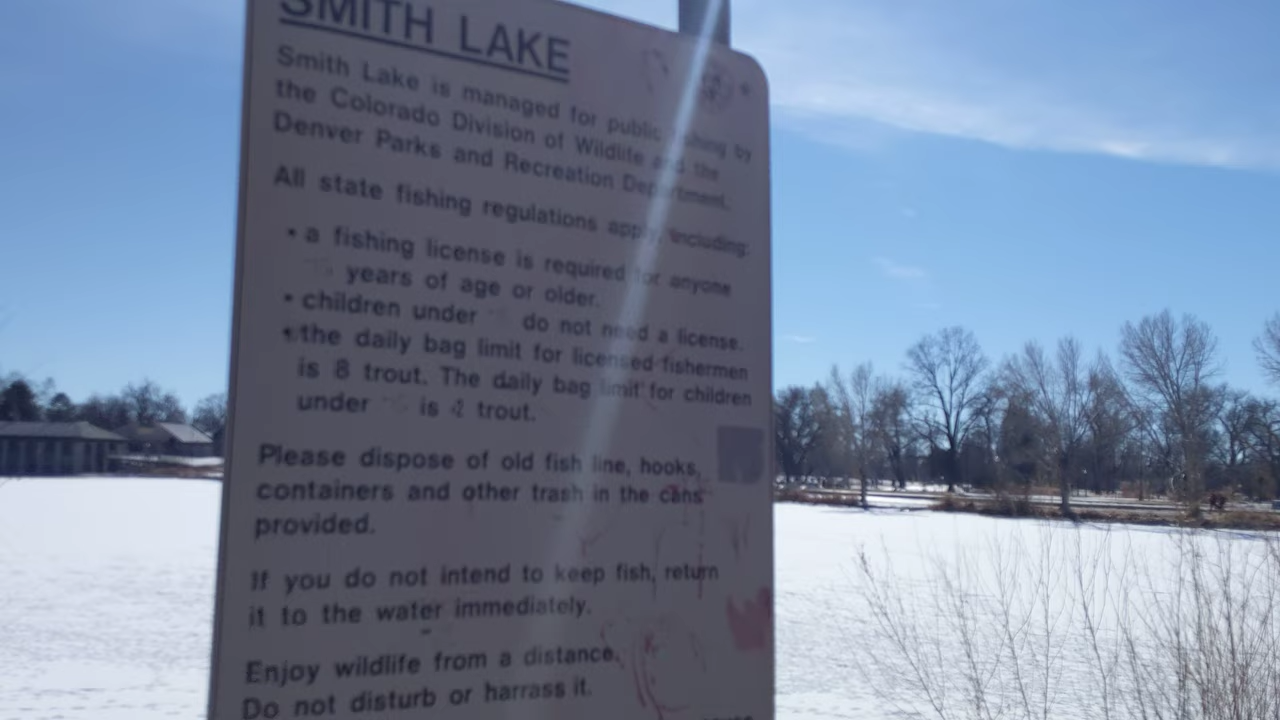 SMITH LAKE
Smith Lake is managed for public fishing by
the Colorado Division of Wildlife and the
Denver Parks and Recreation Department.
All state fishing regulations apply, including:
• a fishing license is required for anyone
years of age or older.
• children under do not need a license.
• the daily bag limit for licensed fishermen
is 8 trout. The daily bag limit for children
under is trout.
Please dispose of old fish line, hooks,
containers and other trash in the cans
provided.
If you do not intend to keep fish, return
it to the water immediately.
Enjoy wildlife from a distance.
Do not disturb or harrass it.